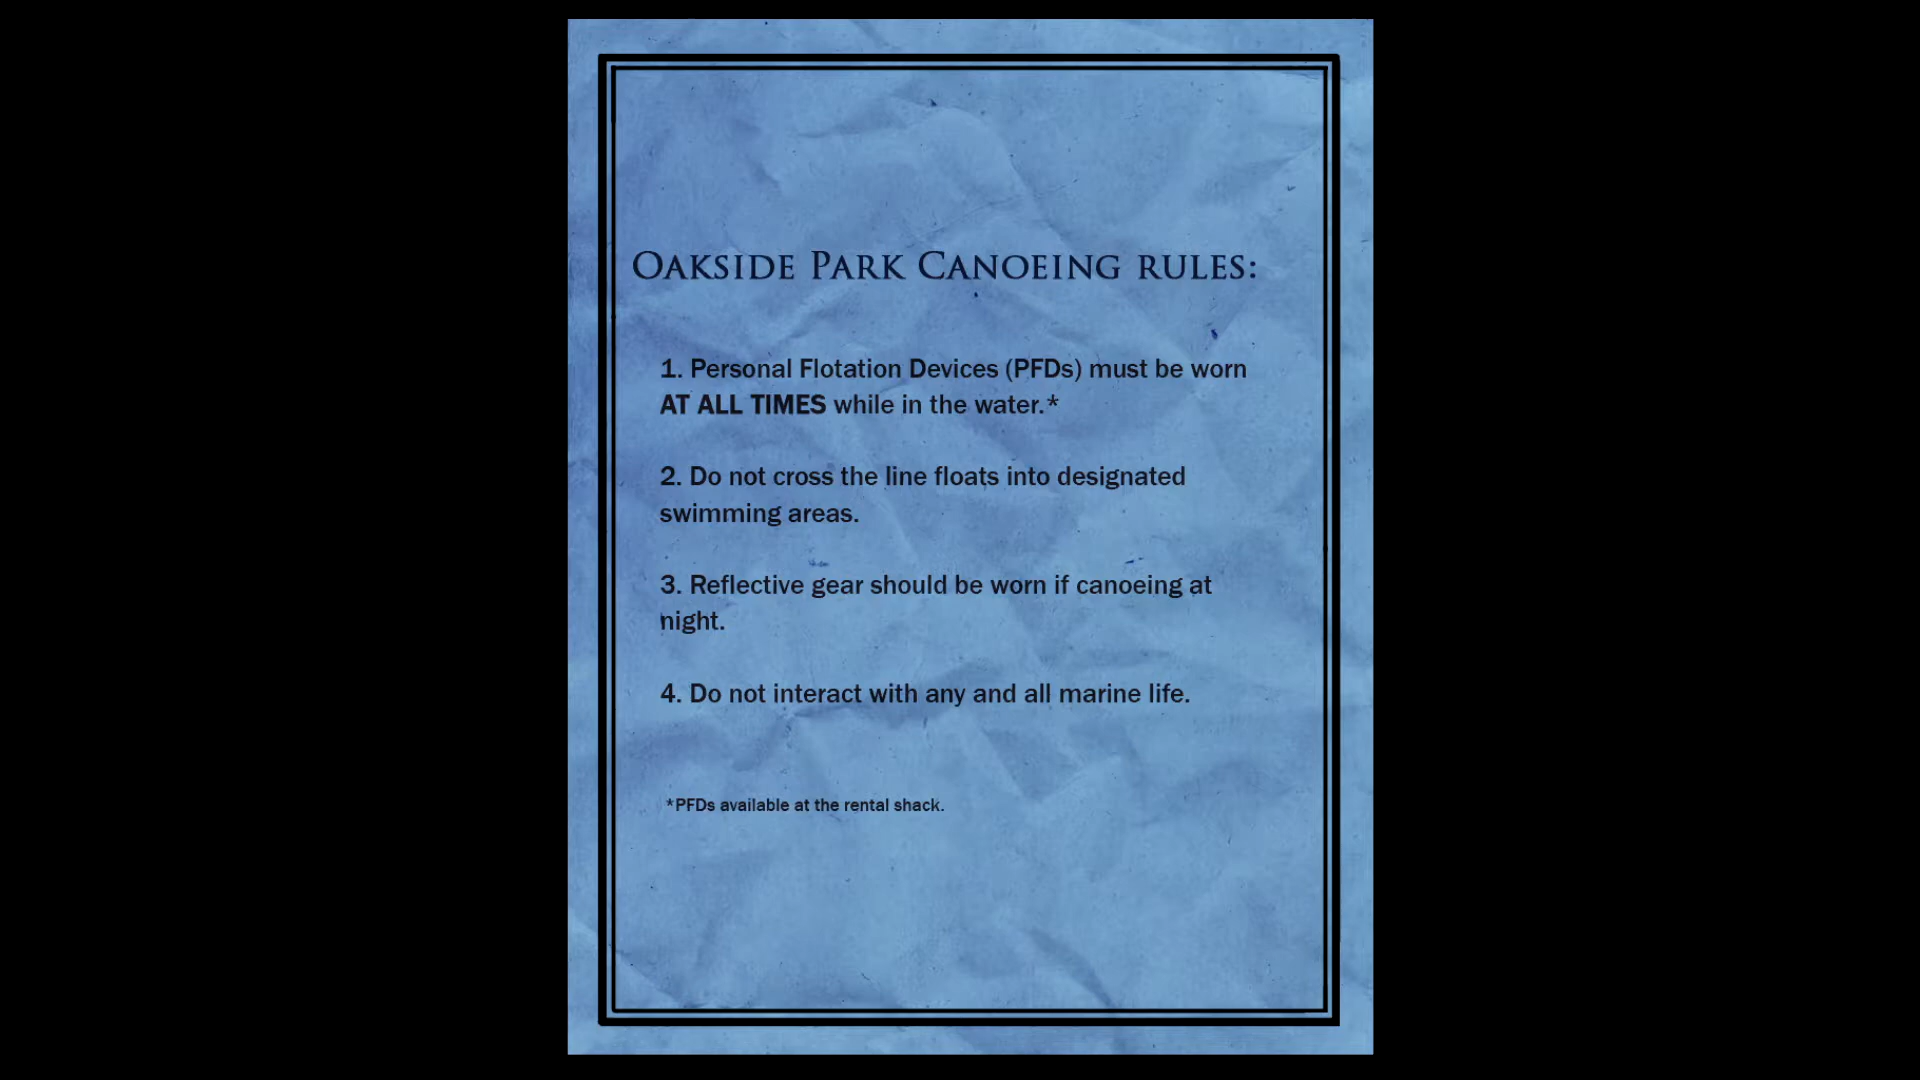 Oakside Park Canoeing rules:
1. Personal Flotation Devices (PFDs) must be worn
AT ALL TIMES while in the water.*
2. Do not cross the line floats into designated
swimming areas.
3. Reflective gear should be worn if canoeing at
night.
4. Do not interact with any and all marine life.
*PFDs available at the rental shack.